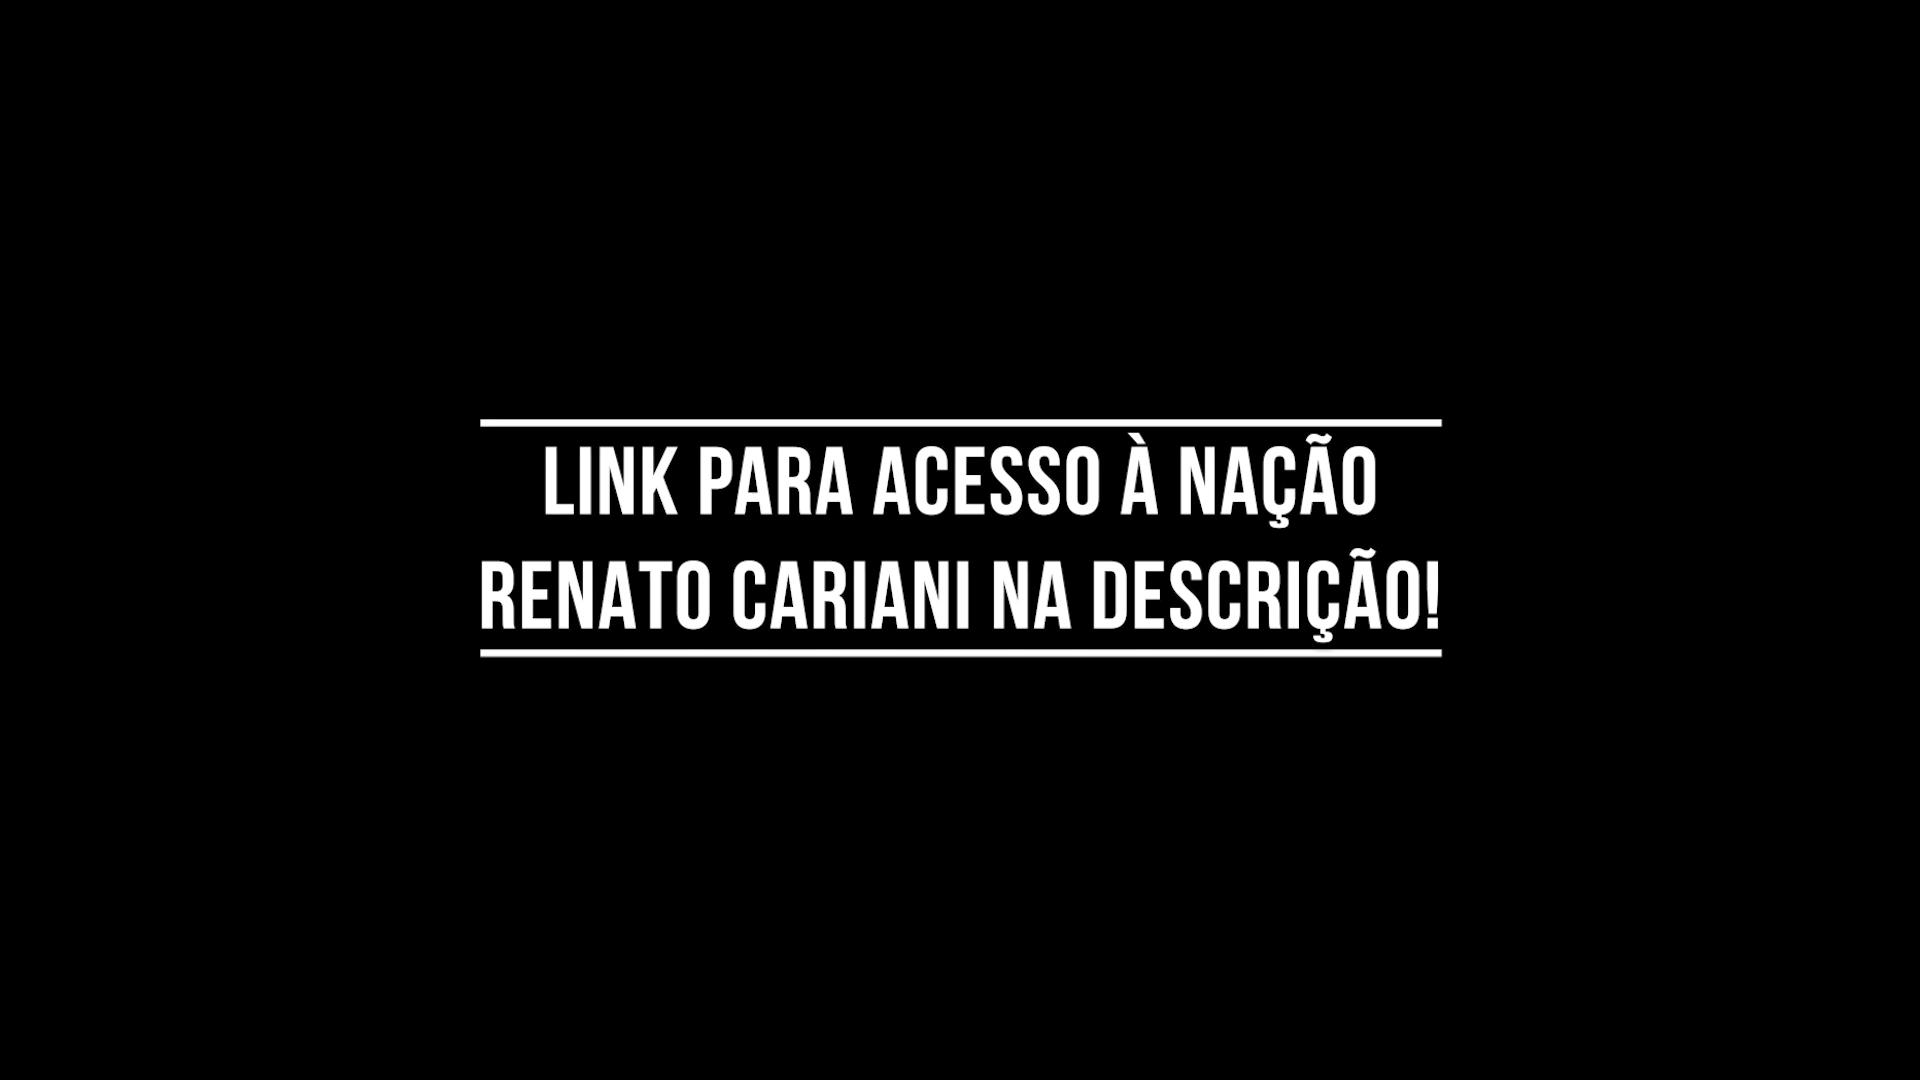 LINK PARA ACESSO À NAÇÃO
RENATO CARIANI NA DESCRIÇÃO!